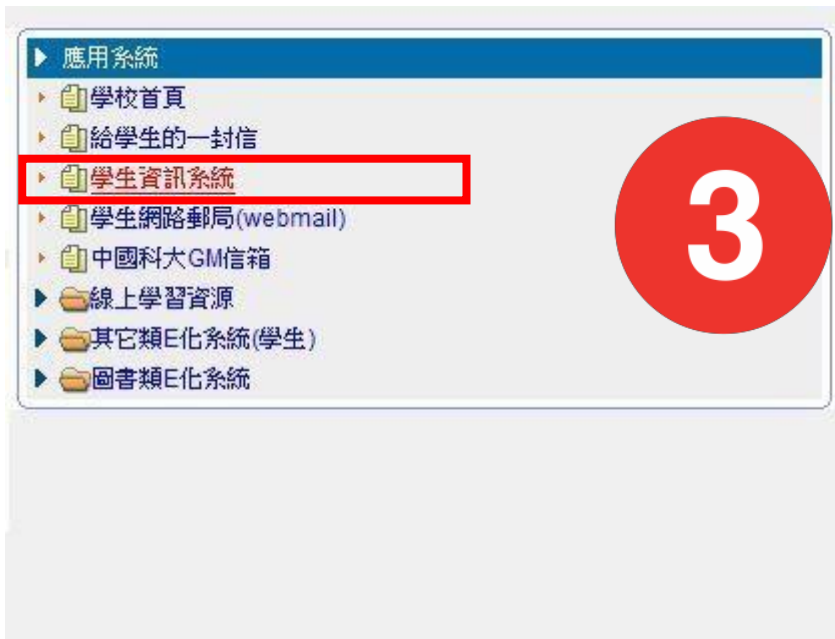 應用系統
學校首頁
給學生的一封信
學生資訊系統
學生網路郵局(webmail)
中國科大GM信箱
線上學習資源
其它類E化系統(學生)
圖書類E化系統
3